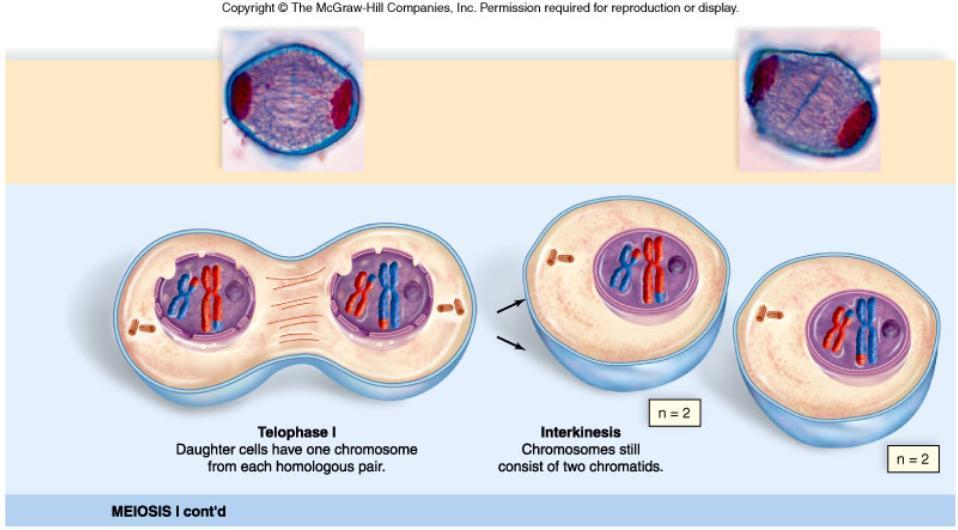 Copyright © The McGraw-Hill Companies, Inc. Permission required for reproduction or display.
Telophase I
Daughter cells have one chromosome
from each homologous pair.
Interkinesis
Chromosomes still
consist of two chromatids.
n = 2
n = 2
MEIOSIS I cont'd